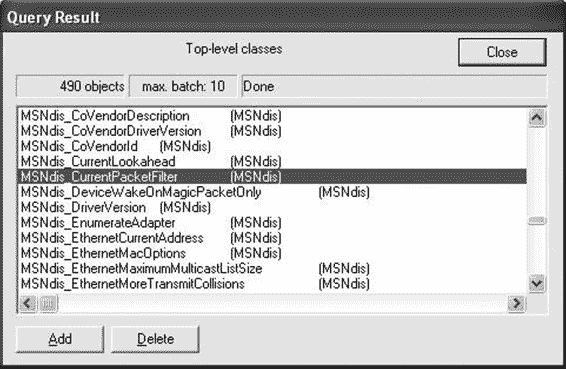 Query Result
Top-level classes
Close
490 objects max. batch: 10 Done
MSNdis_CoVendorDescription (MSNdis)
MSNdis_CoVendorDriverVersion (MSNdis)
MSNdis_CoVendorId (MSNdis)
MSNdis_CurrentLookahead (MSNdis)
MSNdis_CurrentPacketFilter (MSNdis)
MSNdis_DeviceWakeOnMagicPacketOnly (MSNdis)
MSNdis_DriverVersion (MSNdis)
MSNdis_EnumerateAdapter (MSNdis)
MSNdis_EthernetCurrentAddress (MSNdis)
MSNdis_EthernetMacOptions (MSNdis)
MSNdis_EthernetMaximumMulticastListSize (MSNdis)
MSNdis_EthernetMoreTransmitCollisions (MSNdis)
Add Delete